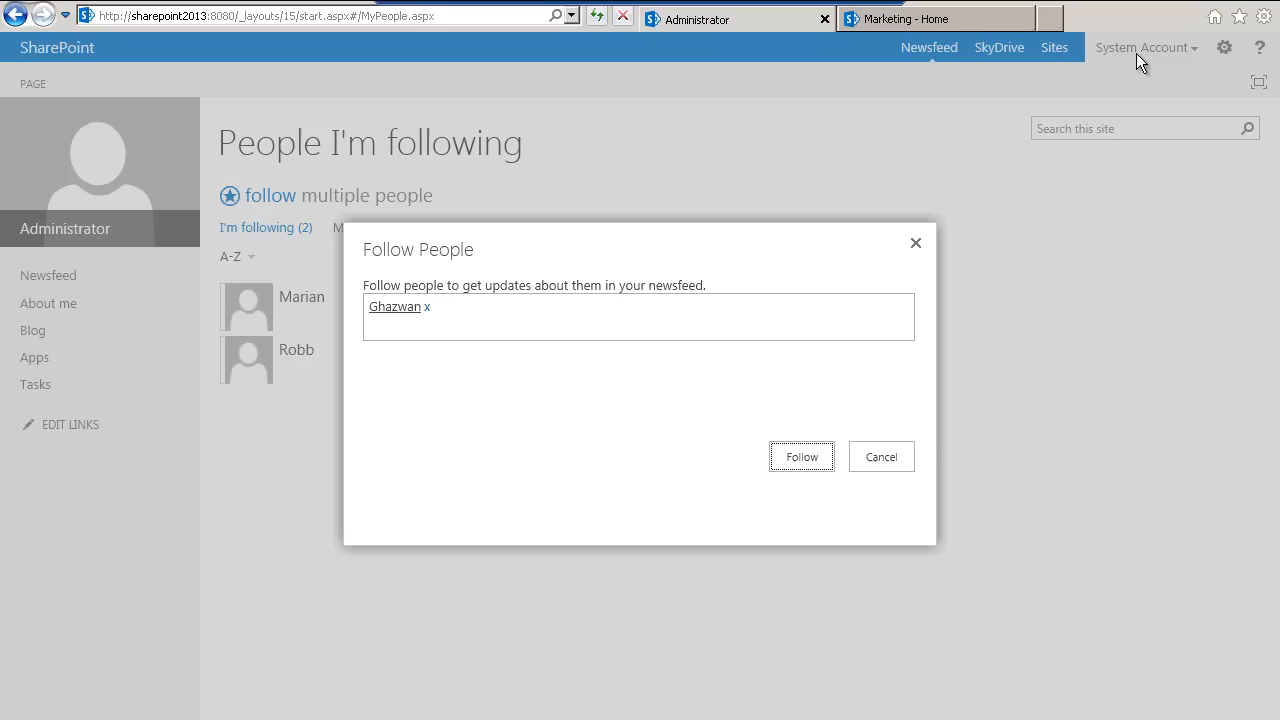 http://sharepoint2013:8080/_layouts/15/start.aspx#/MyPeople.aspx
Administrator
Marketing - Home
SharePoint
Newsfeed
SkyDrive
Sites
System Account
?
PAGE
Administrator
Newsfeed
About me
Blog
Apps
Tasks
EDIT LINKS
People I'm following
Search this site
follow multiple people
I'm following (2)
A-Z
Marian
Robb
Follow People
Follow people to get updates about them in your newsfeed.
Ghazwan x
Follow
Cancel